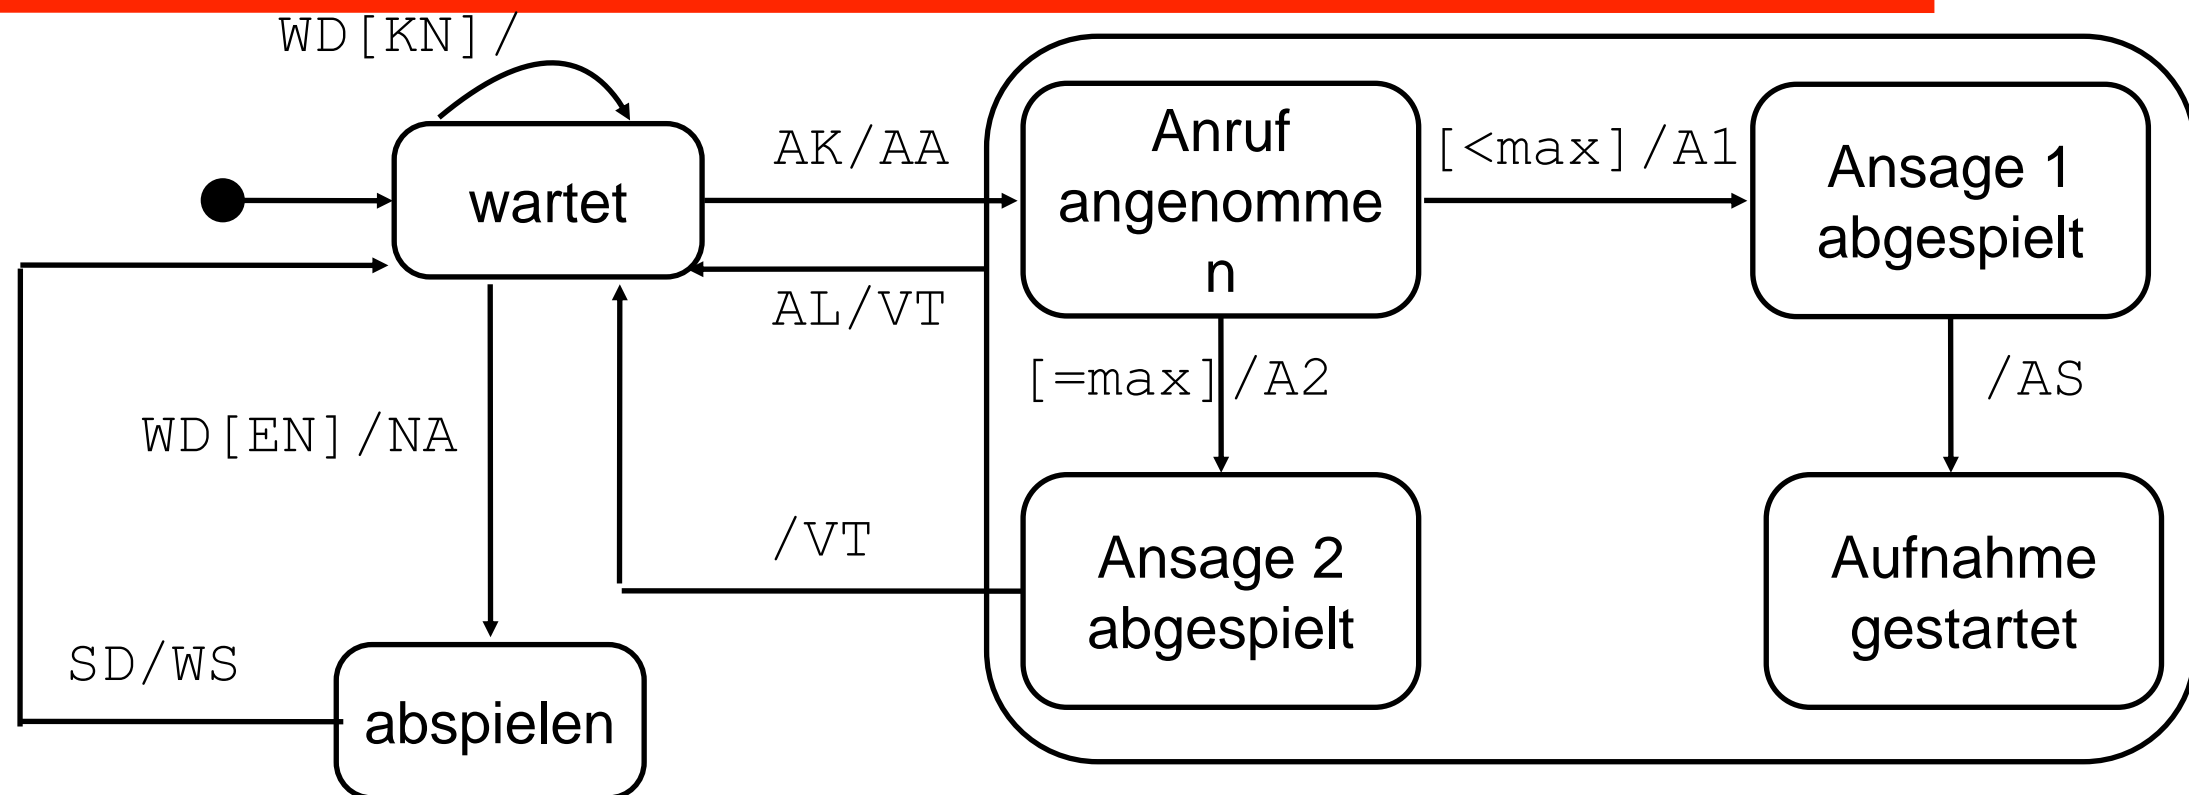 WD[KN]/
wartet
AK/AA
Anruf
angenomme
n
[<max]/A1
Ansage 1
abgespielt
AL/VT
[=max]/A2
/AS
WD[EN]/NA
/VT
Ansage 2
abgespielt
Aufnahme
gestartet
SD/WS
abspielen